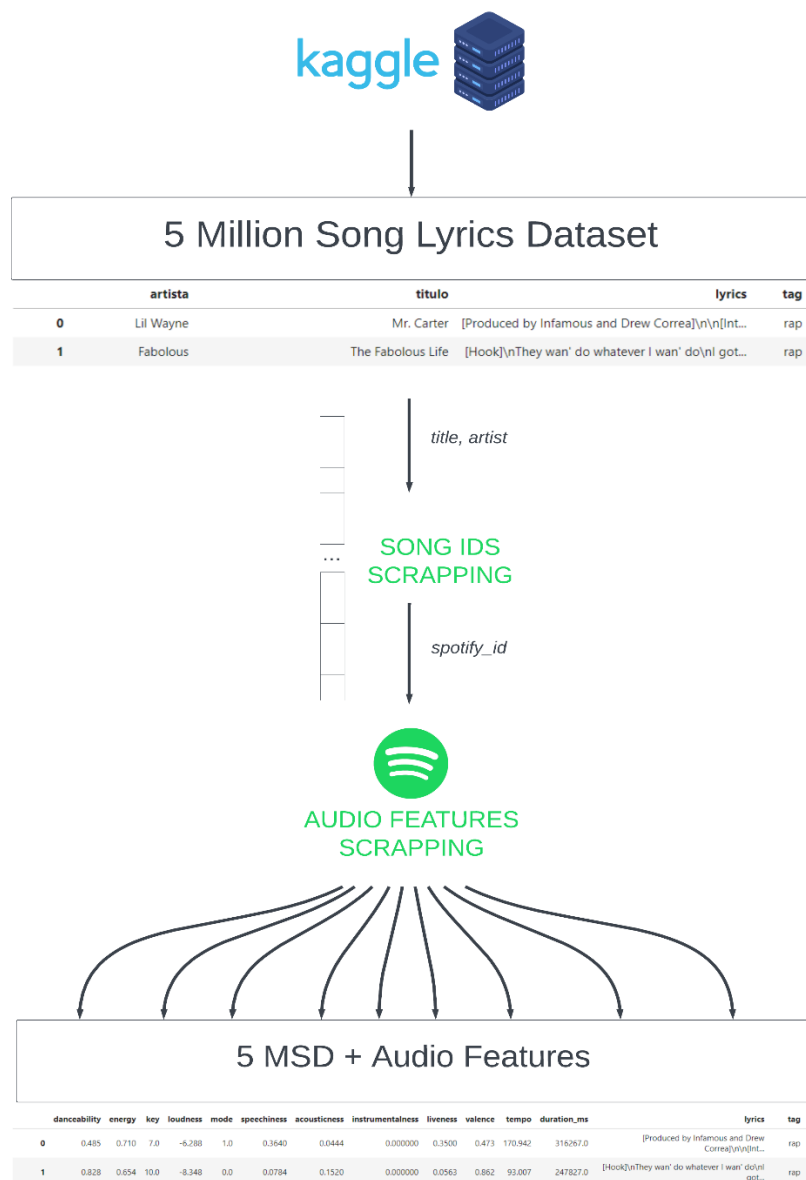 kaggle
5 Million Song Lyrics Dataset
artista titulo lyrics tag
0 Lil Wayne Mr. Carter [Produced by Infamous and Drew Correa]\n\n[Int... rap
1 Fabolous The Fabolous Life [Hook]\nThey wan' do whatever I wan' do\nI got... rap
title, artist
...
SONG IDS
SCRAPPING
spotify_id
AUDIO FEATURES
SCRAPPING
5 MSD + Audio Features
danceability energy key loudness mode speechiness acousticness instrumentalness liveness valence tempo duration_ms lyrics tag
0 0.485 0.710 7.0 -6.288 1.0 0.3640 0.0444 0.000000 0.3500 0.473 170.942 316267.0 [Produced by Infamous and Drew
Correa]\n\n[Int... rap
1 0.828 0.654 10.0 -8.348 0.0 0.0784 0.1520 0.000000 0.0563 0.862 93.007 247827.0 [Hook]\nThey wan' do whatever I wan' do\nI
got... rap